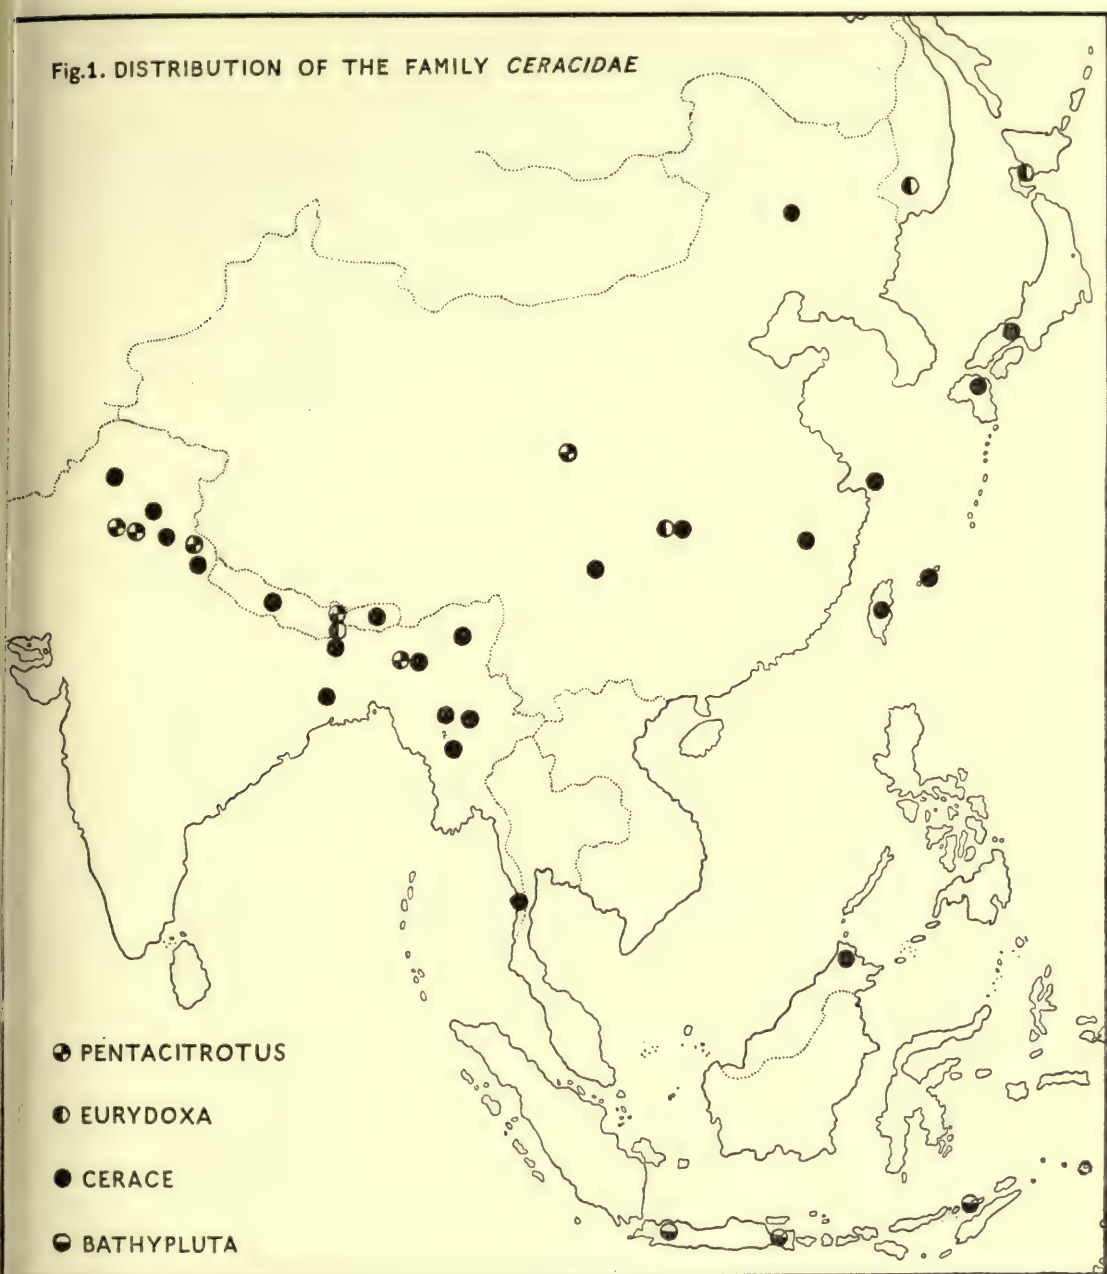 Fig.1. DISTRIBUTION OF THE FAMILY CERACIDAE
?
PENTACITROTUS
EURYDOXA
CERACE
BATHYPLUTA